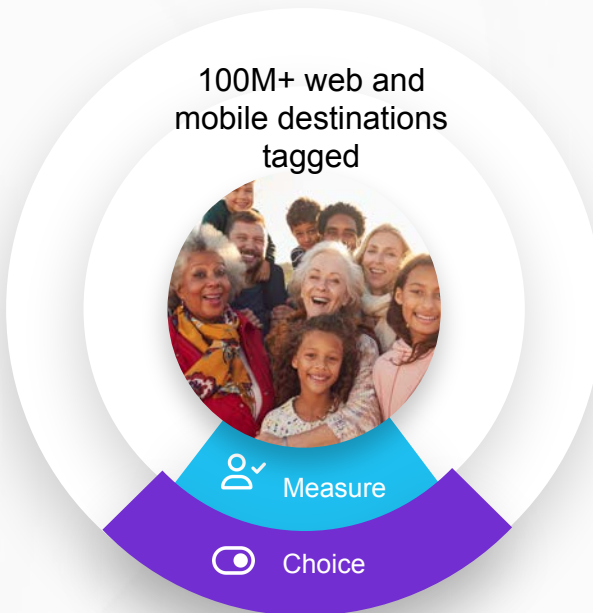 100M+ web and
mobile destinations
tagged
Measure
Choice